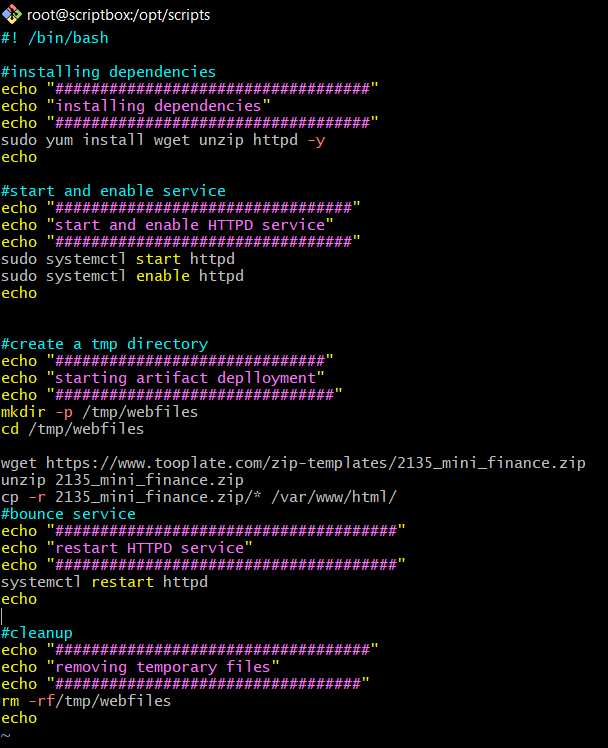 root@scriptbox:/opt/scripts
#! /bin/bash
#installing dependencies
echo "###################################"
echo "installing dependencies"
echo "###################################"
sudo yum install wget unzip httpd -y
echo
#start and enable service
echo "#################################"
echo "start and enable HTTPD service"
echo "#################################"
sudo systemctl start httpd
sudo systemctl enable httpd
echo
#create a tmp directory
echo "##############################"
echo "starting artifact deplloyment"
echo "###############################"
mkdir -p /tmp/webfiles
cd /tmp/webfiles
wget https://www.tooplate.com/zip-templates/2135_mini_finance.zip
unzip 2135_mini_finance.zip
cp -r 2135_mini_finance.zip/* /var/www/html/
#bounce service
echo "######################################"
echo "restart HTTPD service"
echo "######################################"
systemctl restart httpd
echo
#cleanup
echo "###################################"
echo "removing temporary files"
echo "##################################"
rm -rf/tmp/webfiles
echo
~